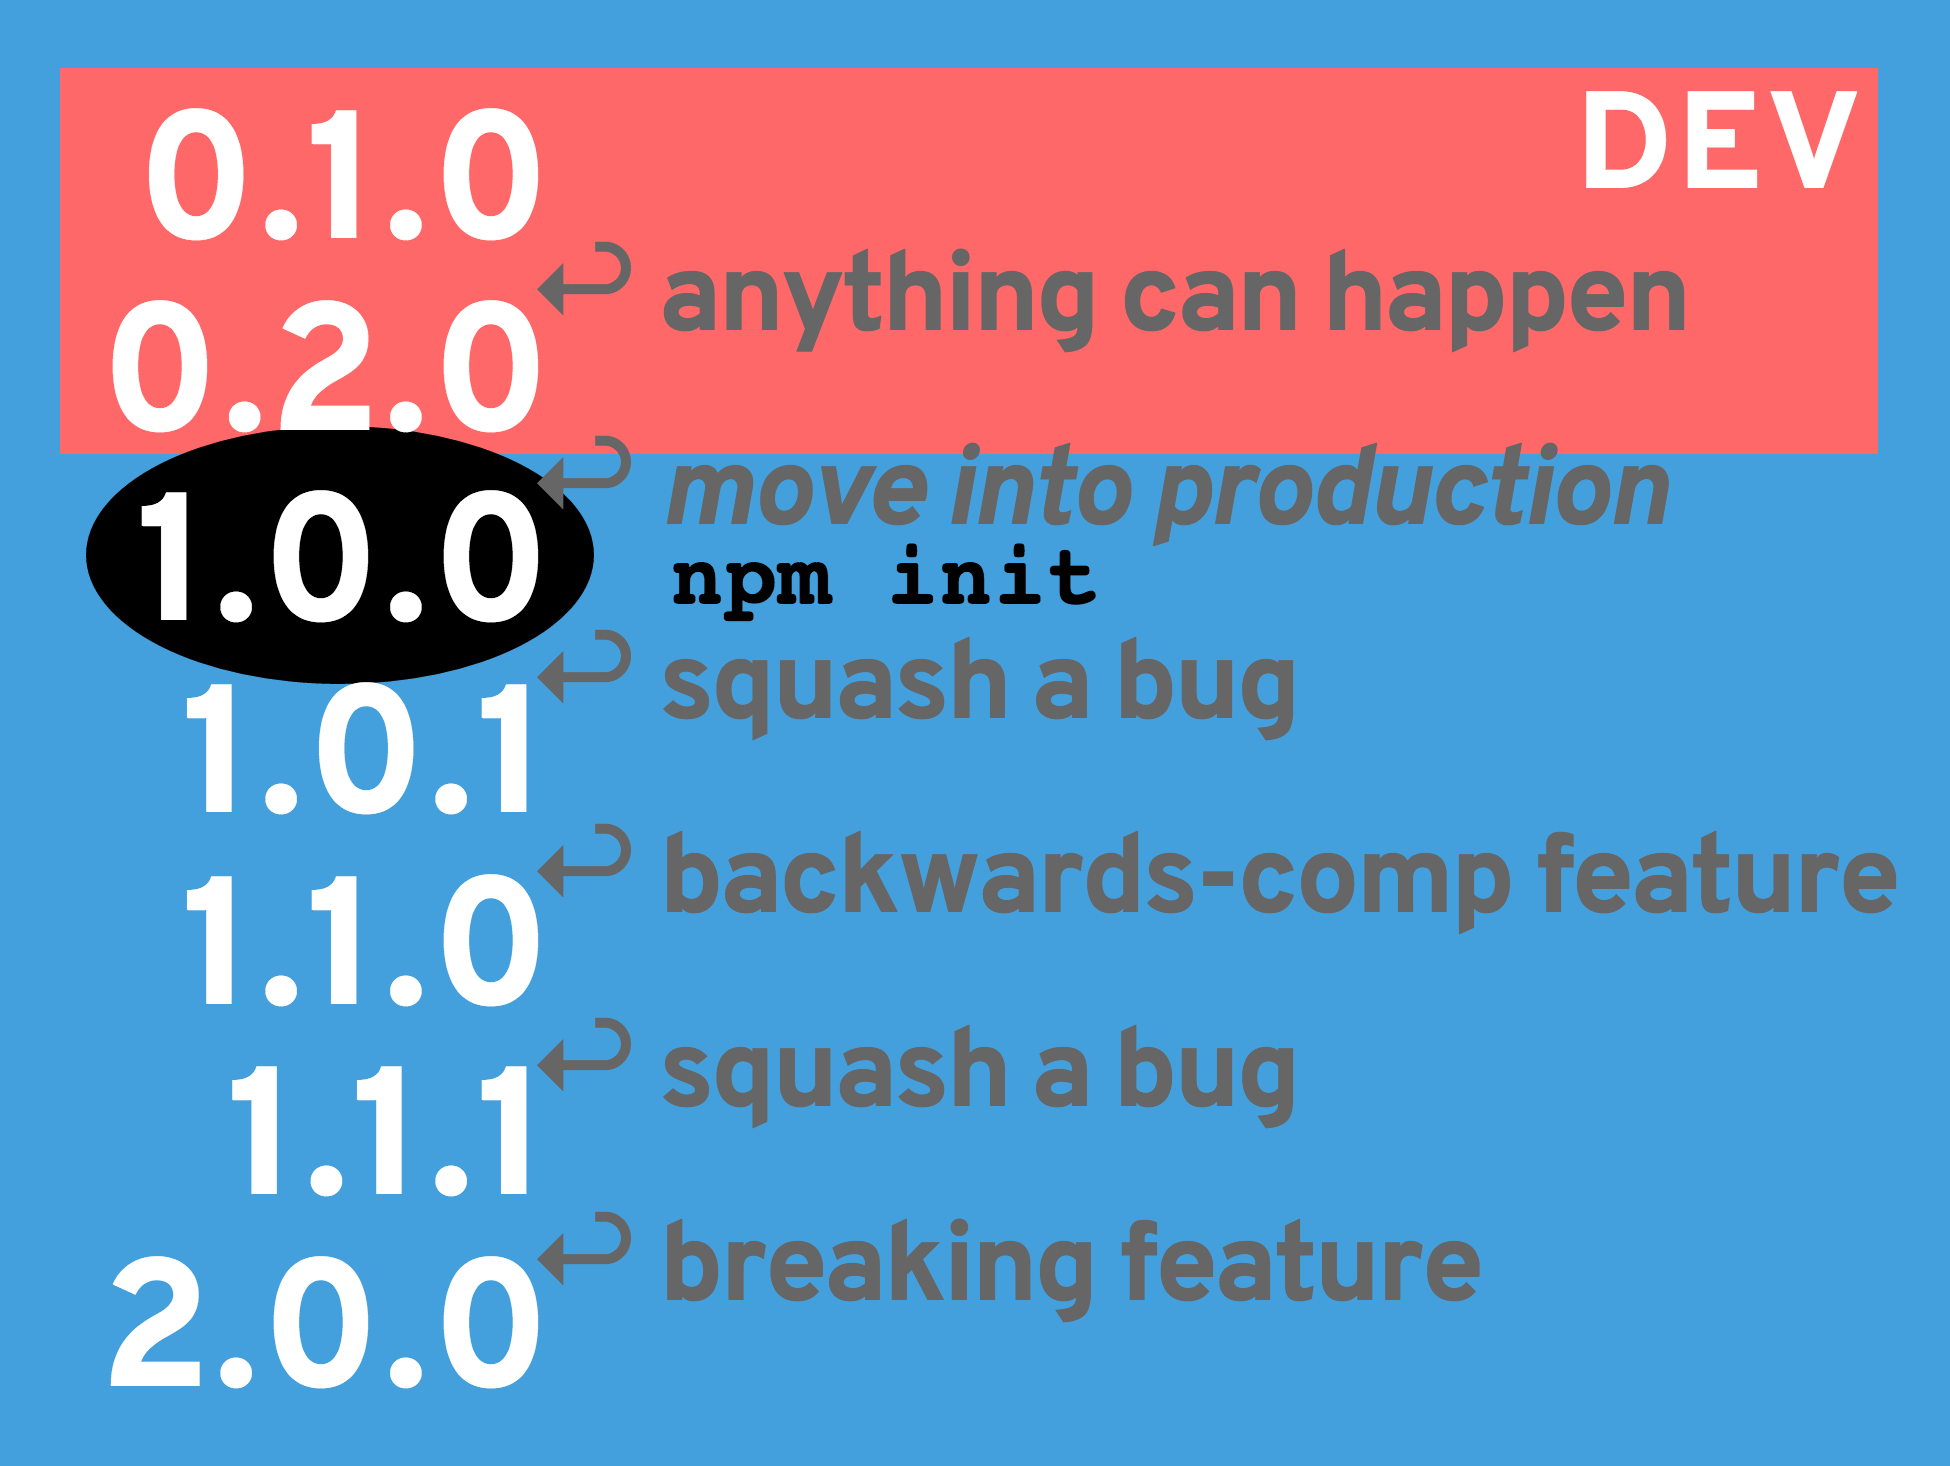 0.1.0
DEV
anything can happen
0.2.0
move into production
1.0.0
npm init
squash a bug
1.0.1
backwards-comp feature
1.1.0
squash a bug
1.1.1
breaking feature
2.0.0